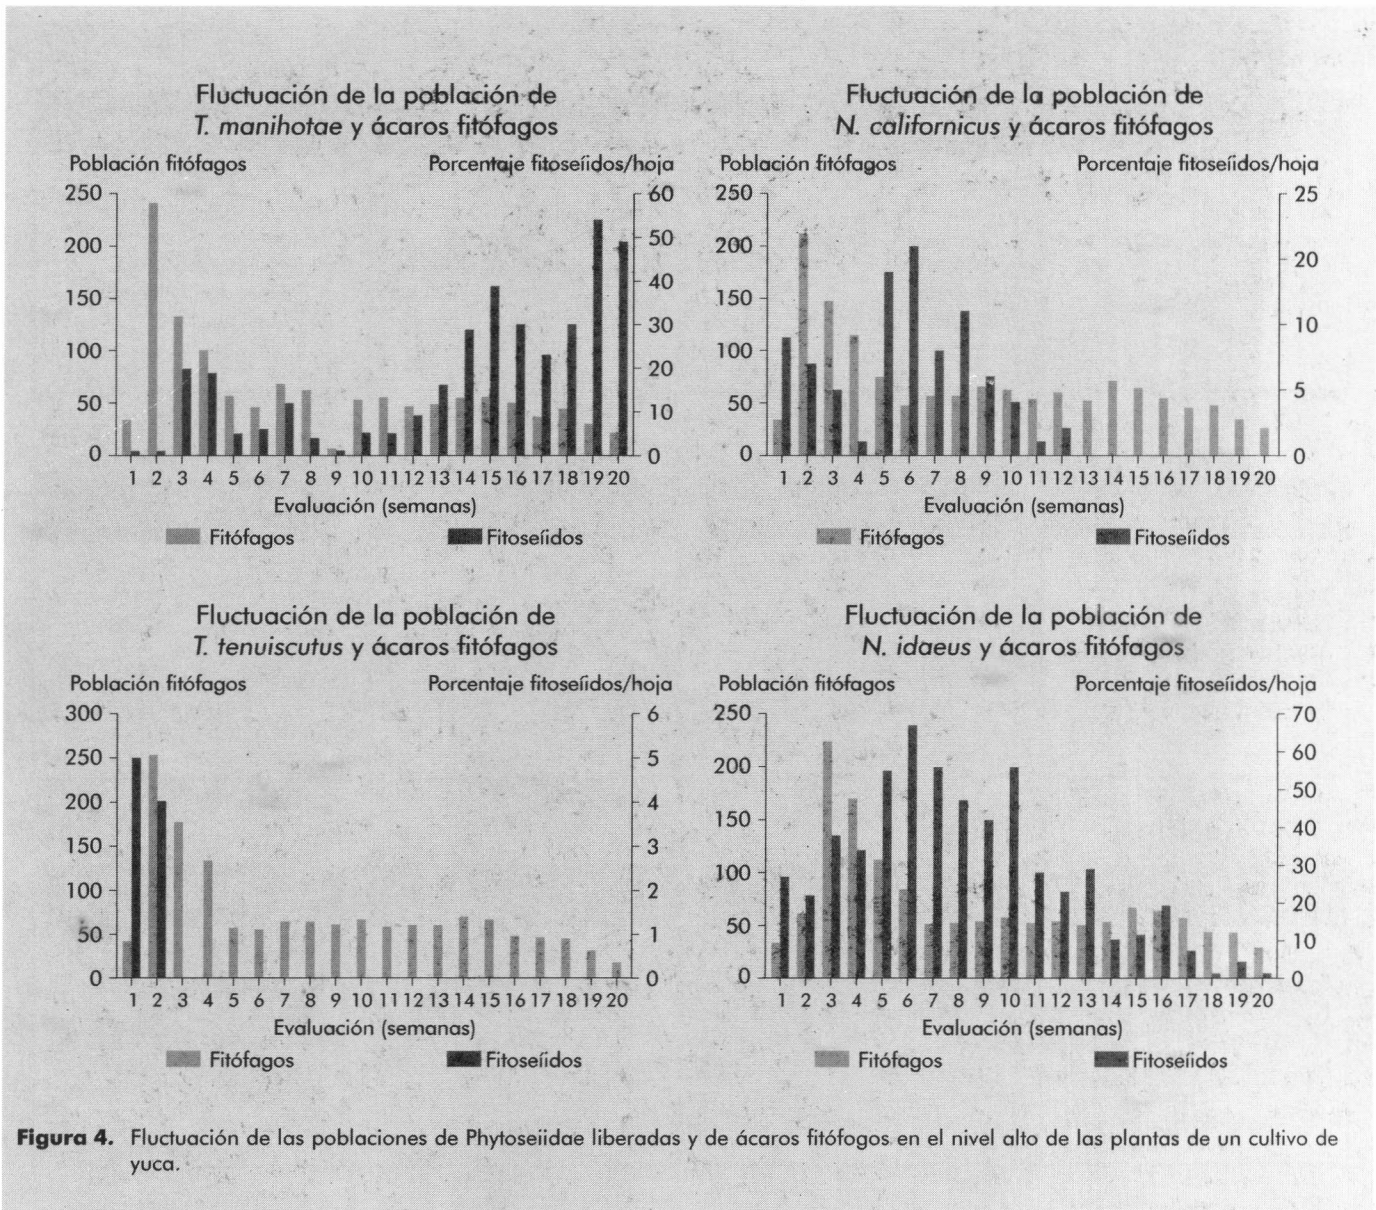 Fluctuación de la población de
T. manihotae y ácaros fitófagos
Población fitófagos
Porcentaje fitoseíidos/hoja
250
200
150
100
50
0
60
50
40
30
20
10
0
1 2 3 4 5 6 7 8 9 10 11 12 13 14 15 16 17 18 19 20
Evaluación (semanas)
Fitófagos
Fitoseíidos
Fluctuación de la población de
N. californicus y ácaros fitófagos
Población fitófagos
Porcentaje fitoseíidos/hoja
250
200
150
100
50
0
25
20
10
10
5
0
1 2 3 4 5 6 7 8 9 10 11 12 13 14 15 16 17 18 19 20
Evaluación (semanas)
Fitófagos
Fitoseíidos
Fluctuación de la población de
T. tenuiscutus y ácaros fitófagos
Población fitófagos
Porcentaje fitoseíidos/hoja
300
250
200
150
100
50
0
6
5
4
3
2
1
0
1 2 3 4 5 6 7 8 9 10 11 12 13 14 15 16 17 18 19 20
Evaluación (semanas)
Fitófagos
Fitoseíidos
Fluctuación de la población de
N. idaeus y ácaros fitófagos
Población fitófagos
Porcentaje fitoseíidos/hoja
250
200
150
100
50
0
70
60
50
40
30
20
10
0
1 2 3 4 5 6 7 8 9 10 11 12 13 14 15 16 17 18 19 20
Evaluación (semanas)
Fitófagos
Fitoseíidos
Figura 4. Fluctuación de las poblaciones de Phytoseiidae liberadas y de ácaros fitófogos en el nivel alto de las plantas de un cultivo de
yuca.